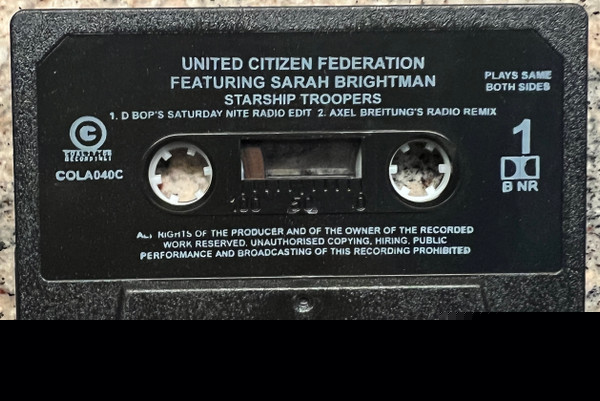 UNITED CITIZEN FEDERATION
FEATURING SARAH BRIGHTMAN
STARSHIP TROOPERS
PLAYS SAME
BOTH SIDES
1. D BOP'S SATURDAY NITE RADIO EDIT 2. AXEL BREITUNG'S RADIO REMIX
COLA040C
1
B NR
100 50 0
ALL RIGHTS OF THE PRODUCER AND OF THE OWNER OF THE RECORDED
WORK RESERVED. UNAUTHORISED COPYING, HIRING, PUBLIC
PERFORMANCE AND BROADCASTING OF THIS RECORDING PROHIBITED